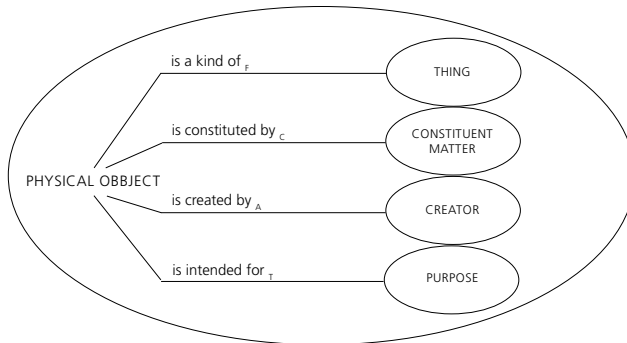 is a kind of F
THING
is constituted by C
CONSTITUENT
MATTER
PHYSICAL OBBJECT
is created by A
CREATOR
is intended for T
PURPOSE